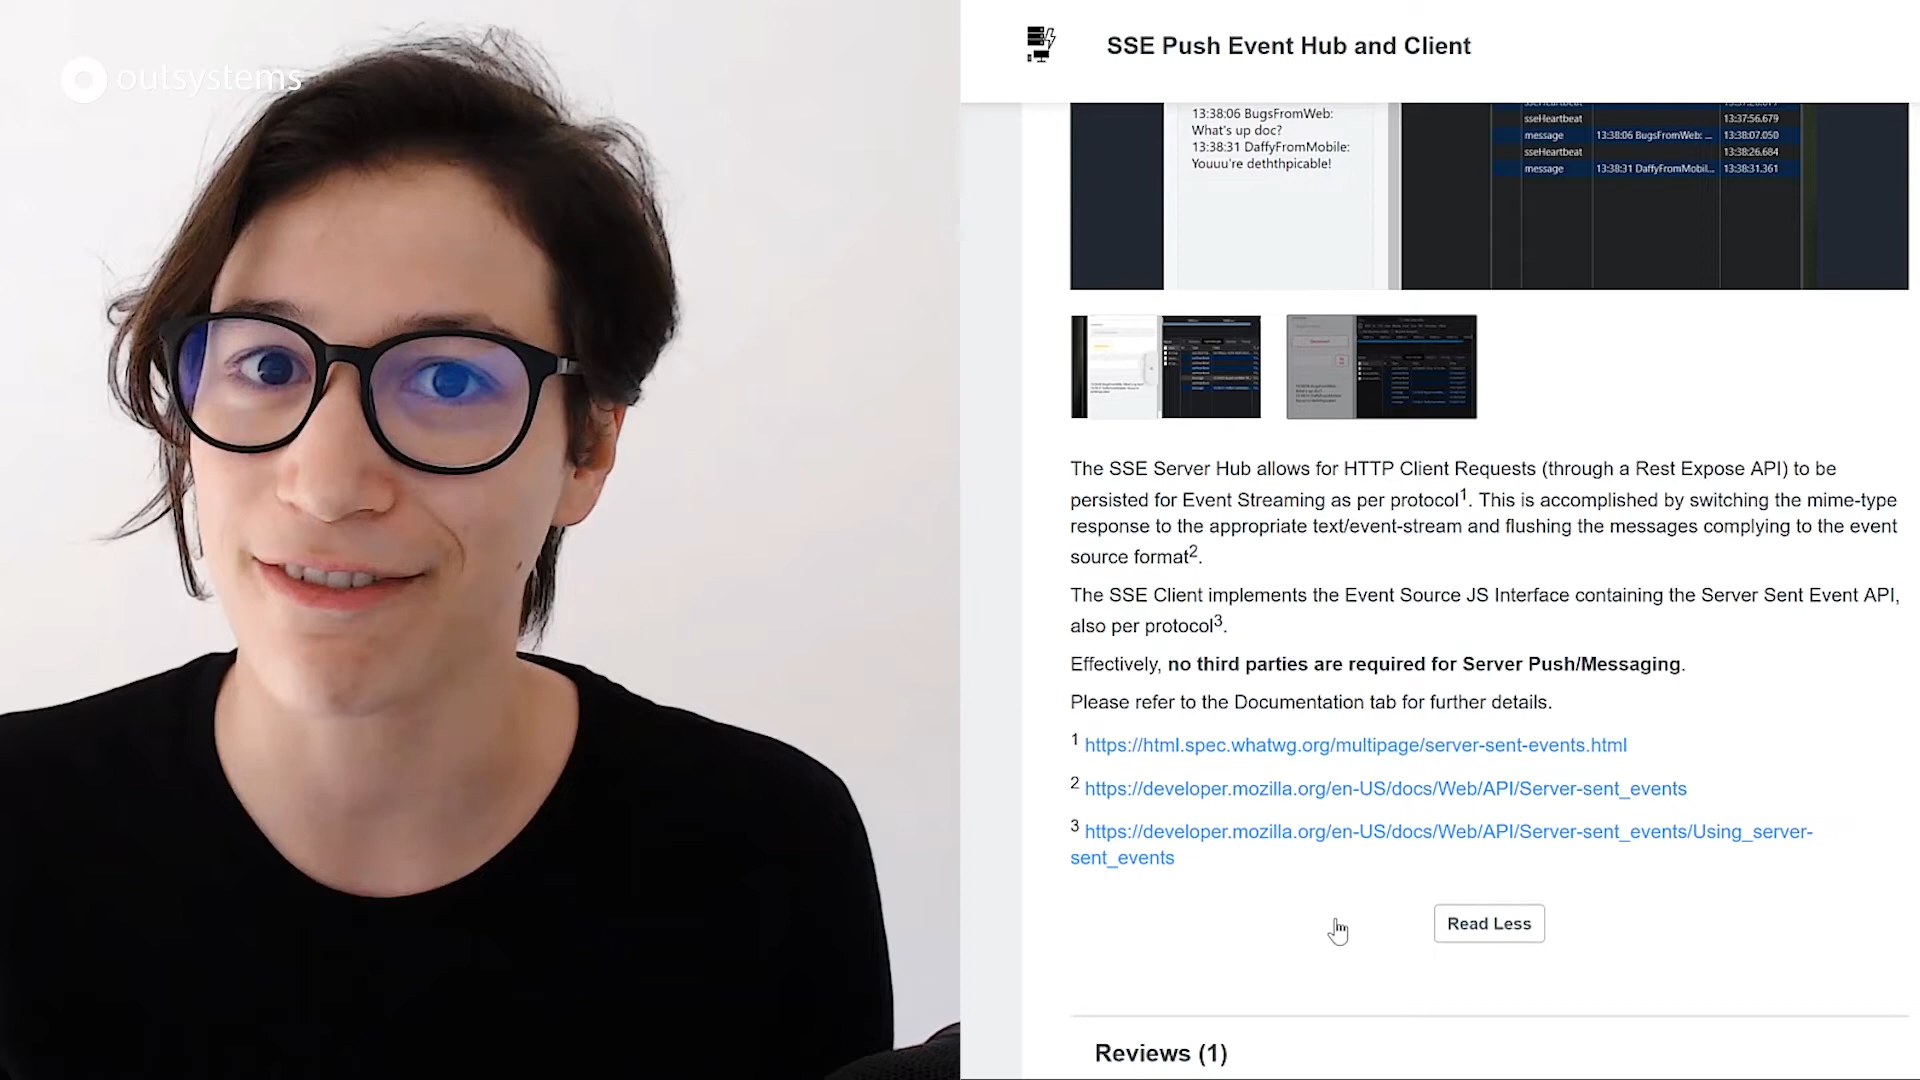 outsystems
SSE Push Event Hub and Client
13:38:06 BugsFromWeb:
What's up doc?
13:38:31 DaffyFromMobile:
Youuu're deththpicable!
sseHeartbeat
sseHeartbeat 13:37:56.679
message 13:38:06 BugsFromWeb: ... 13:38:07.050
sseHeartbeat 13:38:26.684
message 13:38:31 DaffyFromMobil... 13:38:31.361
The SSE Server Hub allows for HTTP Client Requests (through a Rest Expose API) to be
persisted for Event Streaming as per protocol1. This is accomplished by switching the mime-type
response to the appropriate text/event-stream and flushing the messages complying to the event
source format2.
The SSE Client implements the Event Source JS Interface containing the Server Sent Event API,
also per protocol3.
Effectively, no third parties are required for Server Push/Messaging.
Please refer to the Documentation tab for further details.
1 https://html.spec.whatwg.org/multipage/server-sent-events.html
2 https://developer.mozilla.org/en-US/docs/Web/API/Server-sent_events
3 https://developer.mozilla.org/en-US/docs/Web/API/Server-sent_events/Using_server-
sent_events
Read Less
Reviews (1)